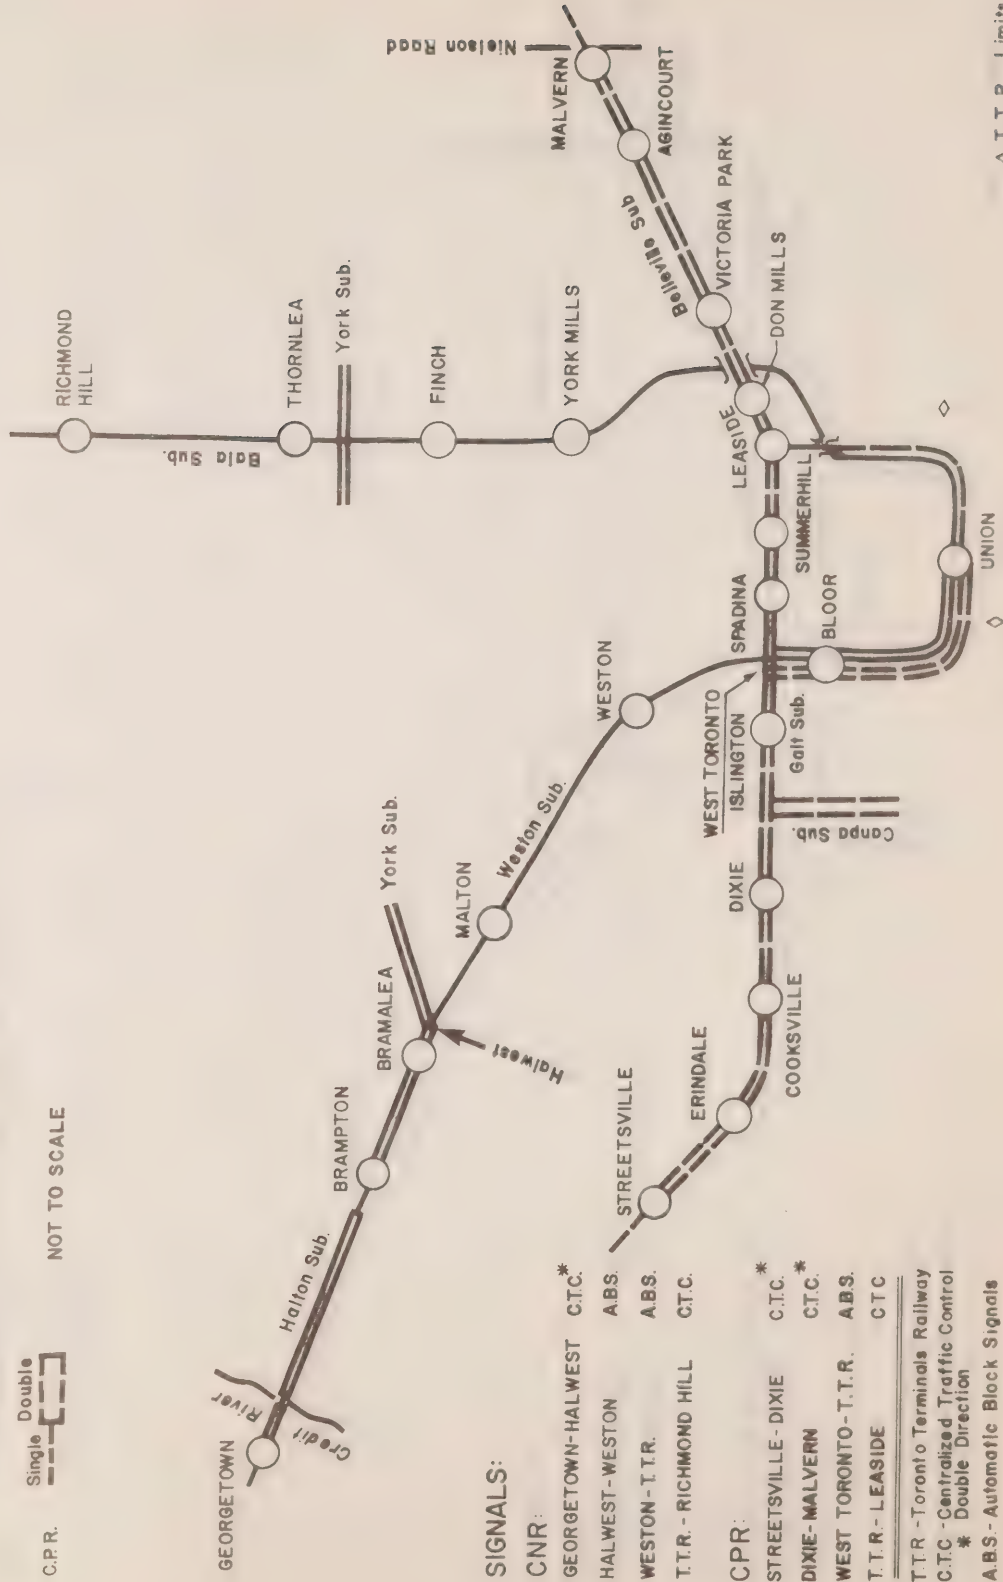 C.P.R.
Single Double
NOT TO SCALE
RICHMOND
HILL
Bala Sub.
THORNLEA
York Sub.
FINCH
YORK MILLS
Nielson Road
MALVERN
AGINCOURT
Belleville Sub
VICTORIA PARK
DON MILLS
LEASIDE
SUMMERHILL
SPADINA
BLOOR
UNION
WEST TORONTO
ISLINGTON
Galt Sub.
Canpa Sub.
DIXIE
COOKSVILLE
ERINDALE
STREETSVILLE
WESTON
Weston Sub.
MALTON
York Sub.
BRAMALEA
Halwest
BRAMPTON
Halton Sub.
Credit River
GEORGETOWN
SIGNALS:
CNR:
GEORGETOWN-HALWEST C.T.C.*
HALWEST-WESTON A.B.S.
WESTON-T.T.R. A.B.S.
T.T.R.-RICHMOND HILL C.T.C.
CPR:
STREETSVILLE-DIXIE C.T.C.*
DIXIE-MALVERN C.T.C.*
WEST TORONTO-T.T.R. A.B.S.
T.T.R.-LEASIDE CTC
T.T.R-Toronto Terminals Railway
C.T.C-Centralized Traffic Control
* Double Direction
A.B.S.-Automatic Block Signals
◊ T.T.R. Limits